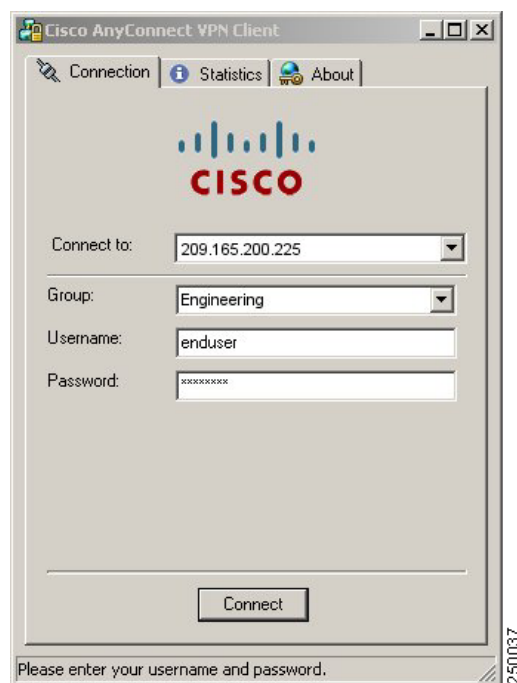 Cisco AnyConnect VPN Client
Connection Statistics About
CISCO
Connect to: 209.165.200.225
Group: Engineering
Username: enduser
Password: ××××××××
Connect
Please enter your username and password.
250037